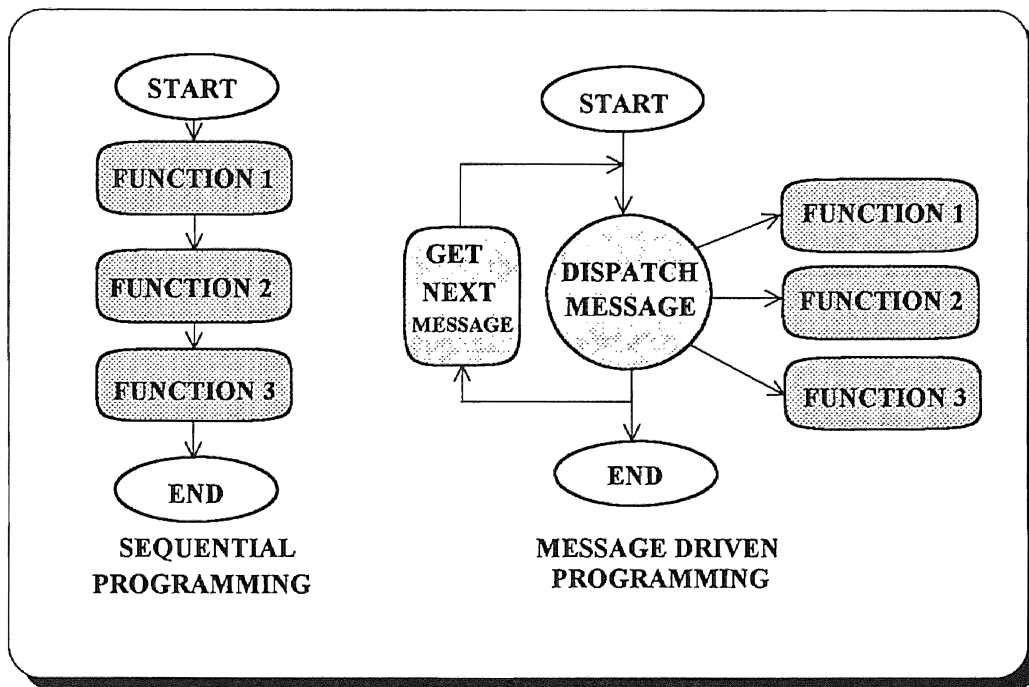 START
FUNCTION 1
FUNCTION 2
FUNCTION 3
END
SEQUENTIAL
PROGRAMMING
START
GET
NEXT
MESSAGE
DISPATCH
MESSAGE
FUNCTION 1
FUNCTION 2
FUNCTION 3
END
MESSAGE DRIVEN
PROGRAMMING